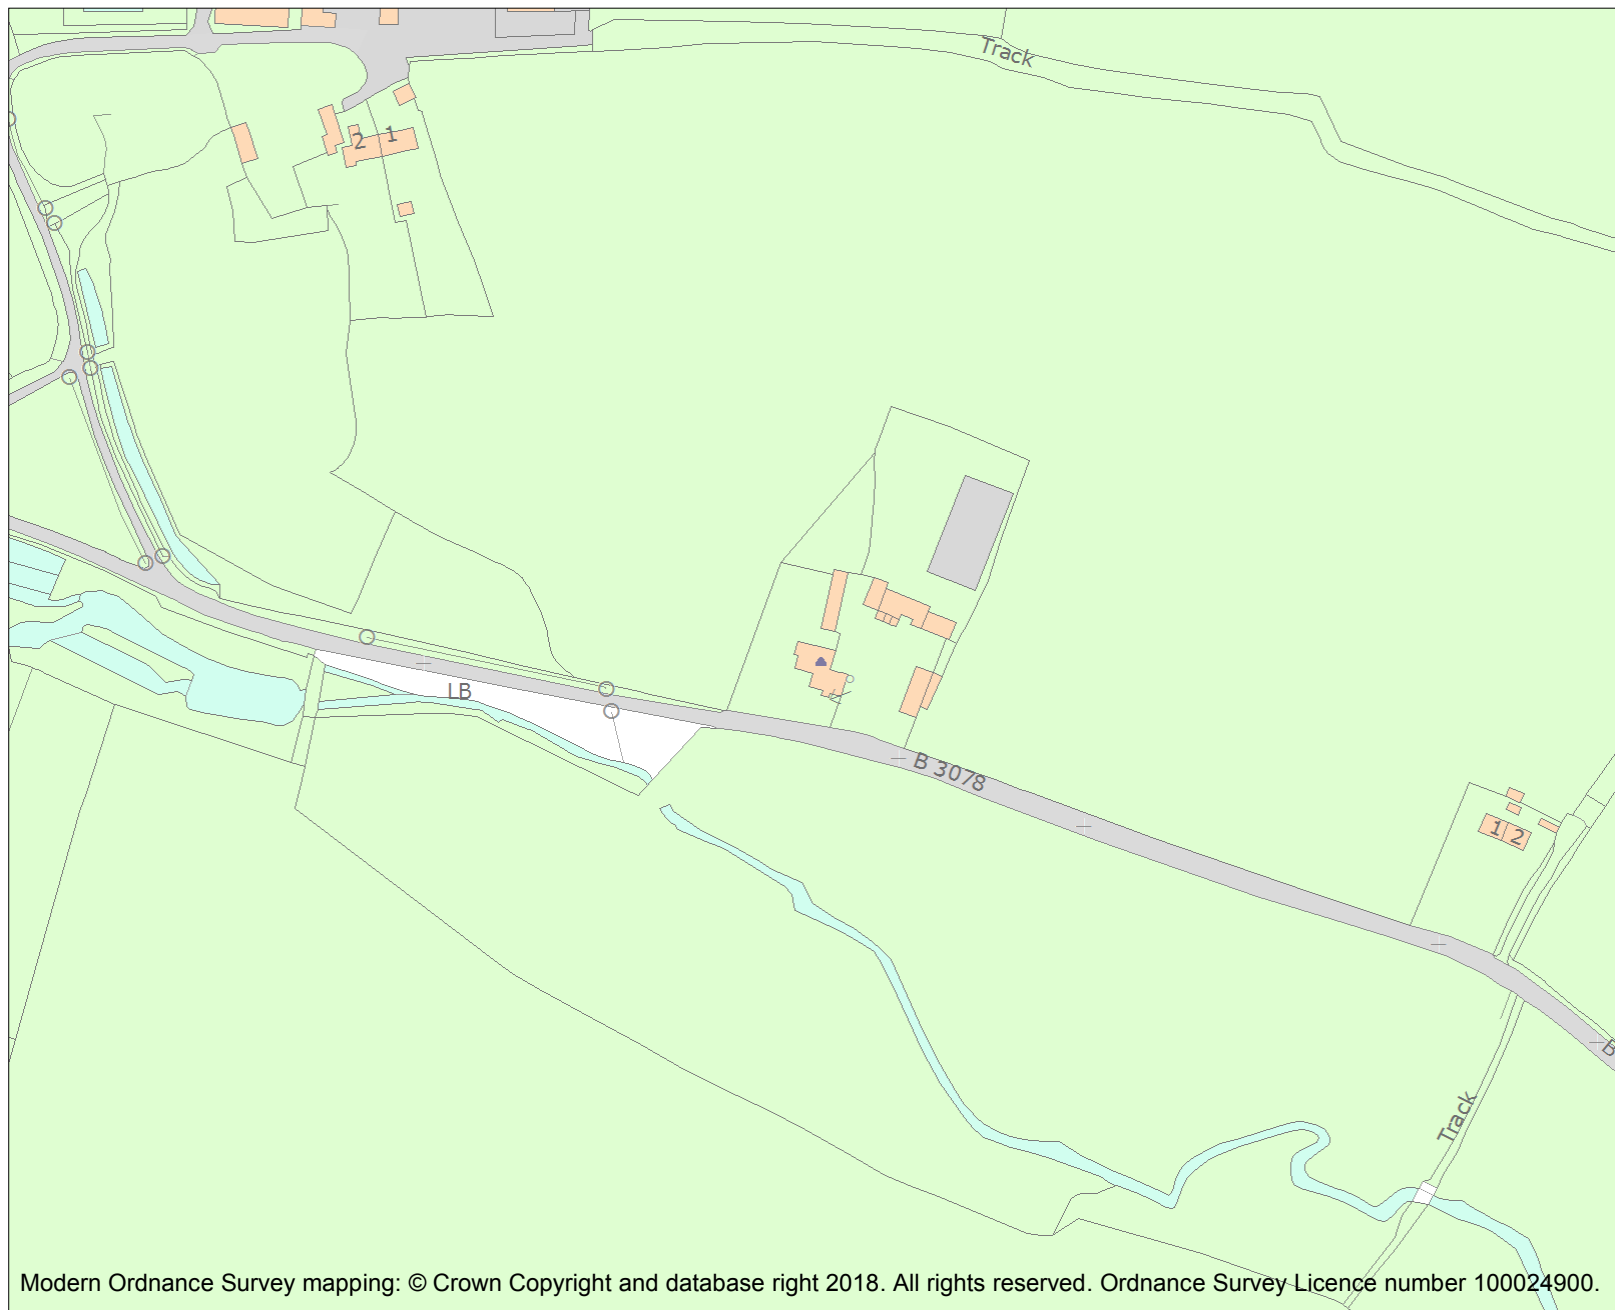 Track
2 1
LB
B 3078
1 2
B
Track
Modern Ordnance Survey mapping: © Crown Copyright and database right 2018. All rights reserved. Ordnance Survey Licence number 100024900.